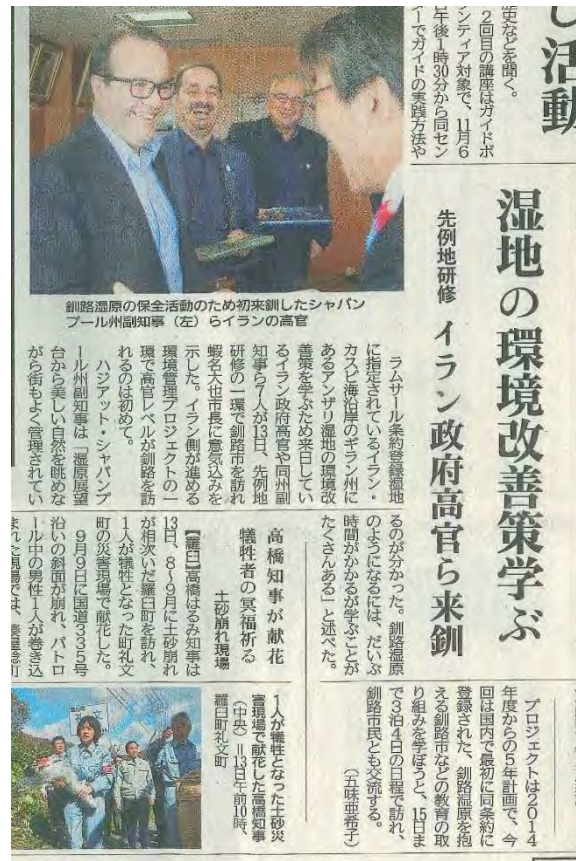 し活動
歴史などを聞く。
2回目の講座はガイドボ
ンティア対象で、11月6
日午後1時30分から同セン
ーでガイドの実践方法や
湿地の環境改善策学ぶ
先例地研修 イラン政府高官ら来釧
釧路湿原の保全活動のため初来釧したシャバン
プール州副知事（左）らイランの高官
ラムサール条約登録湿地
に指定されているイラン・
カスピ海沿岸のギラン州に
あるアンザリ湿地の環境改
善策を学ぶため来日してい
るイラン政府高官や同州副
知事ら7人が13日、先例地
研修の一環で釧路市を訪れ
蝦名大也市長に意気込みを
示した。イラン側が進める
環境管理プロジェクトの一
環で高官レベルが釧路を訪
れるのは初めて。
ハジアット・シャバンプ
ール州副知事は「湿原展望
台から美しい自然を眺めな
がら街もよく管理されてい
るのが分かった。釧路湿原
のようになるには、だいぶ
時間がかかるが学ぶことが
たくさんある」と述べた。
プロジェクトは2014
年度からの5年計画で、今
回は国内で最初に同条約に
登録された、釧路湿原を抱
える釧路市などの教育の取
り組みを学ぼうと、15日ま
で3泊4日の日程で訪れ、
釧路市民とも交流する。
（五味亜希子）
高橋知事が献花
犠牲者の冥福祈る
土砂崩れ現場
【羅臼】高橋はるみ知事は
13日、8～9月に土砂崩れ
が相次いだ羅臼町を訪れ、
1人が犠牲となった町礼文
町の災害現場で献花した。
9月9日に国道335号
沿いの斜面が崩れ、パトロ
ール中の男性1人が巻き込
まれた現場では、
1人が犠牲となった土砂災
害現場で献花した高橋知事
（中央）＝13日午前10時、
羅臼町礼文町